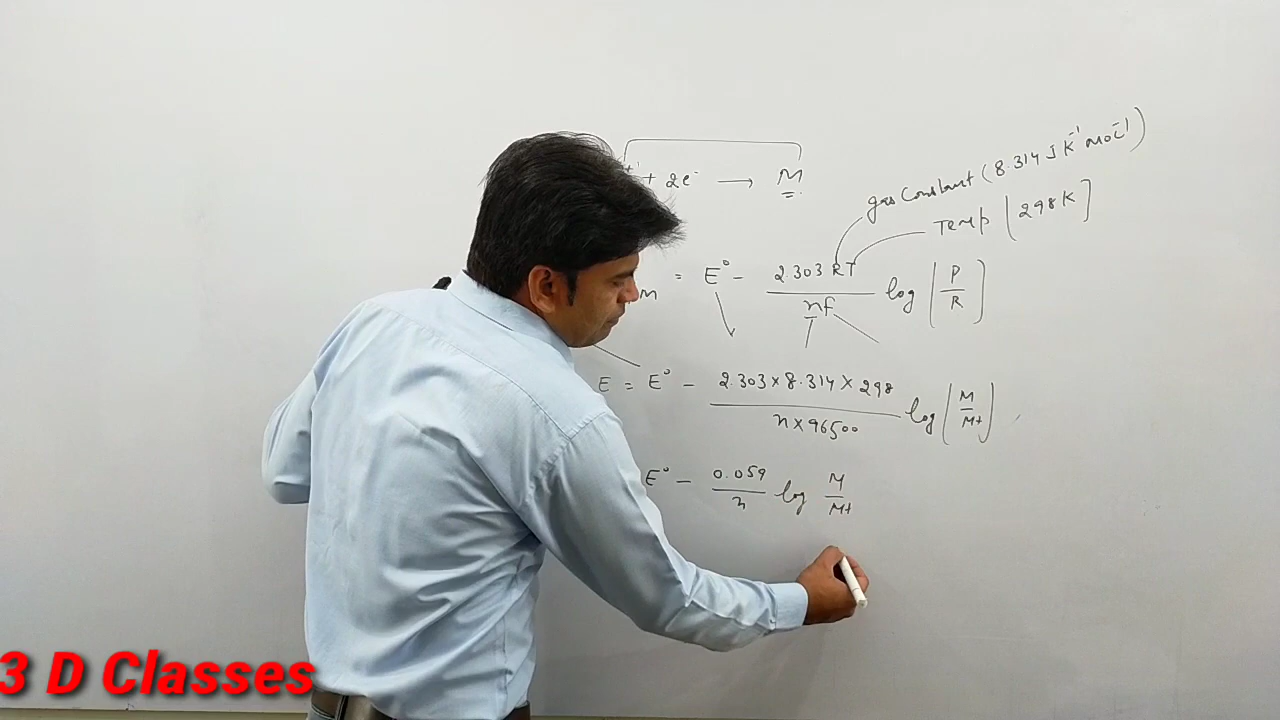 + 2e⁻ → M
gas Constant (8.314 J K⁻¹ mol⁻¹)
Temp [298K]
= E° - 2.303 RT / nf log [P/R]
E = E° - 2.303 × 8.314 × 298 / n × 96500 log [M/M+]
E° - 0.059 / n log M/M+
3 D Classes